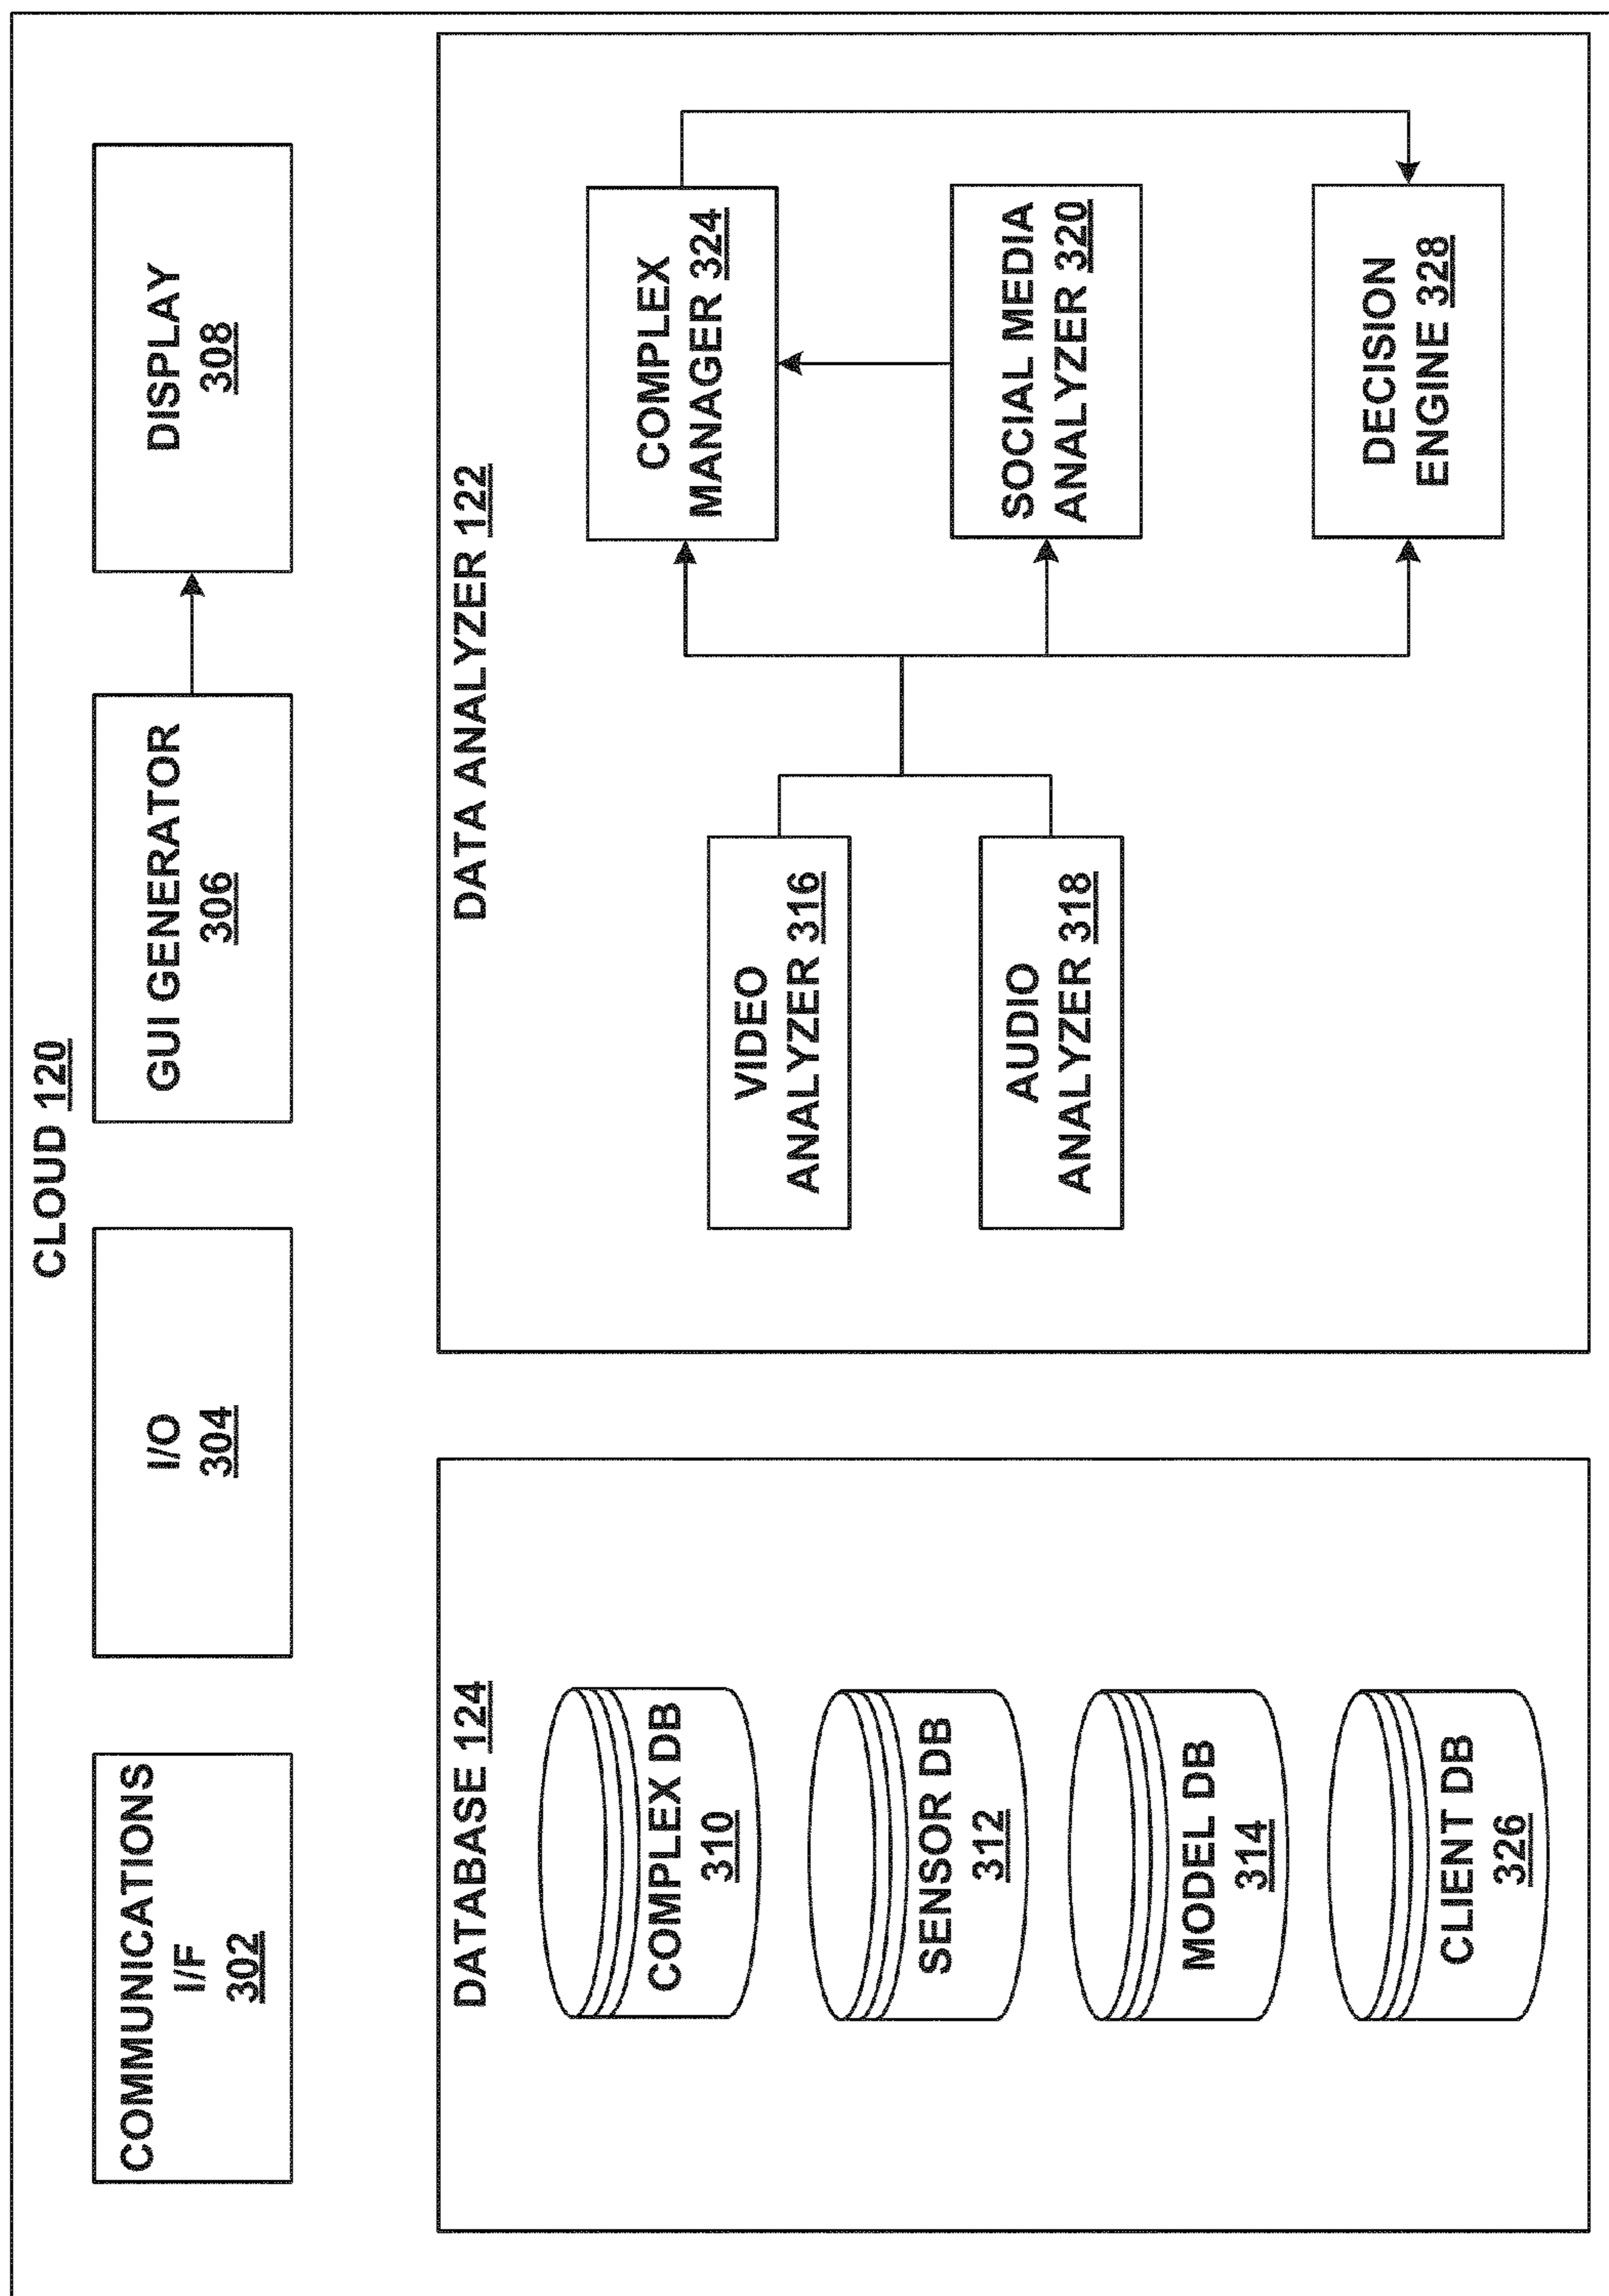 CLOUD 120
COMMUNICATIONS
I/F
302
I/O
304
GUI GENERATOR
306
DISPLAY
308
DATABASE 124
COMPLEX DB
310
SENSOR DB
312
MODEL DB
314
CLIENT DB
326
DATA ANALYZER 122
VIDEO
ANALYZER 316
AUDIO
ANALYZER 318
COMPLEX
MANAGER 324
SOCIAL MEDIA
ANALYZER 320
DECISION
ENGINE 328